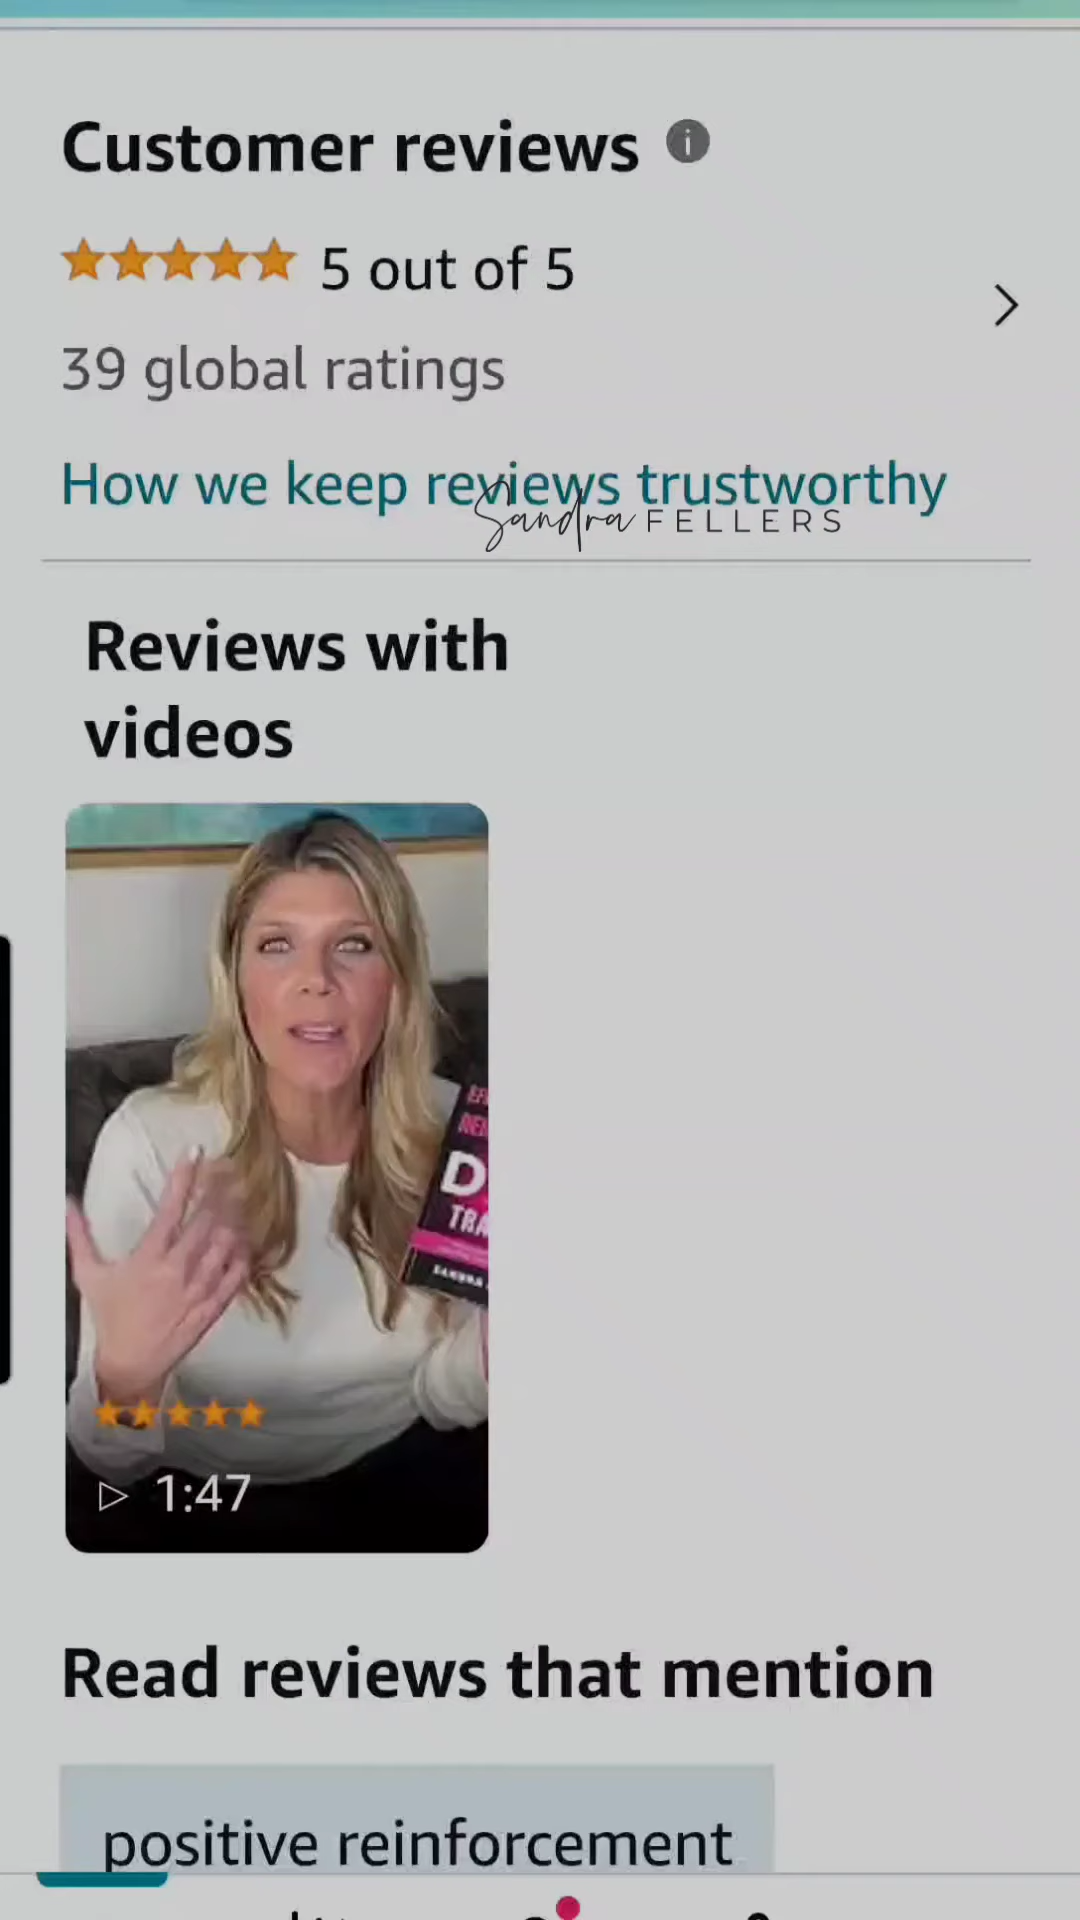 Customer reviews
5 out of 5
39 global ratings
How we keep reviews trustworthy
Sandra FELLERS
Reviews with
videos
D
TRA
1:47
Read reviews that mention
positive reinforcement